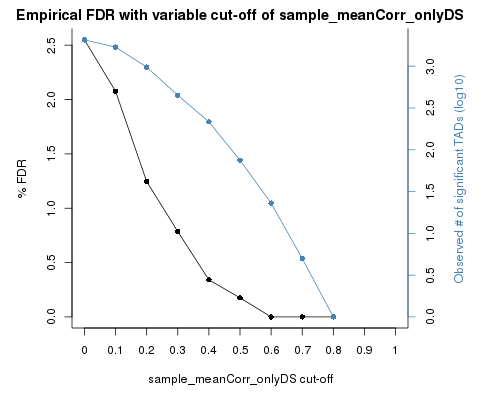 Empirical FDR with variable cut-off of sample_meanCorr_onlyDS
% FDR
0.0 0.5 1.0 1.5 2.0 2.5
0 0.1 0.2 0.3 0.4 0.5 0.6 0.7 0.8 0.9 1
sample_meanCorr_onlyDS cut-off
0.0 0.5 1.0 1.5 2.0 2.5 3.0
Observed # of significant TADs (log10)